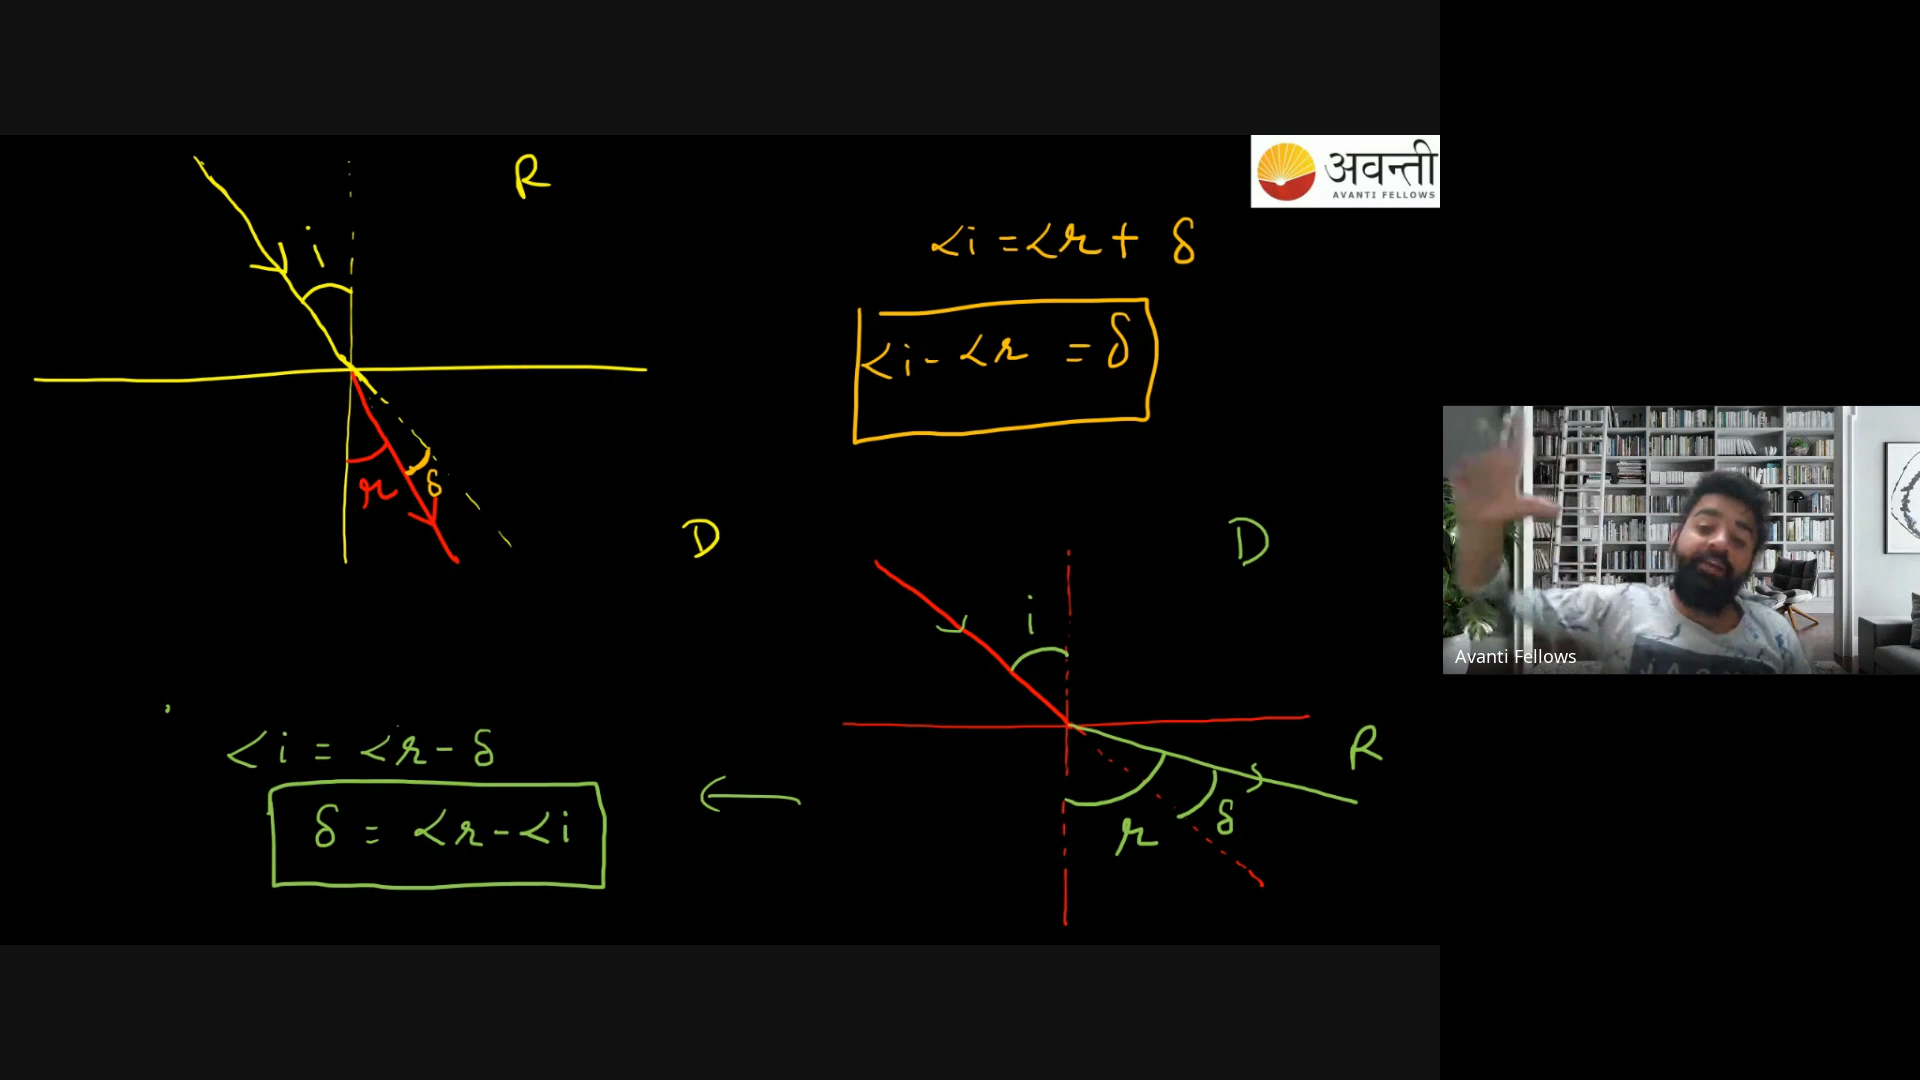 R
अवन्ती
AVANTI FELLOWS
i
∠i = ∠r + δ
∠i - ∠r = δ
r
δ
D
D
i
Avanti Fellows
∠i = ∠r - δ
R
δ = ∠r - ∠i
r
δ